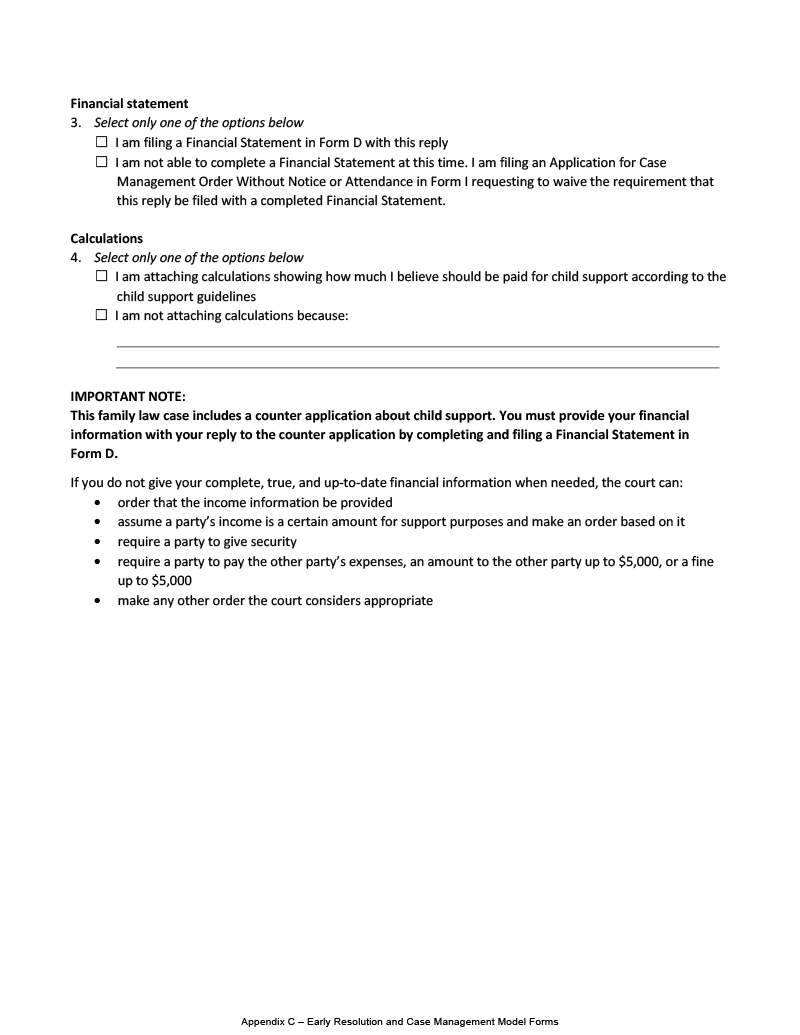 Financial statement
3. Select only one of the options below
☐ I am filing a Financial Statement in Form D with this reply
☐ I am not able to complete a Financial Statement at this time. I am filing an Application for Case
Management Order Without Notice or Attendance in Form I requesting to waive the requirement that
this reply be filed with a completed Financial Statement.
Calculations
4. Select only one of the options below
☐ I am attaching calculations showing how much I believe should be paid for child support according to the
child support guidelines
☐ I am not attaching calculations because:
IMPORTANT NOTE:
This family law case includes a counter application about child support. You must provide your financial
information with your reply to the counter application by completing and filing a Financial Statement in
Form D.
If you do not give your complete, true, and up-to-date financial information when needed, the court can:
• order that the income information be provided
• assume a party’s income is a certain amount for support purposes and make an order based on it
• require a party to give security
• require a party to pay the other party’s expenses, an amount to the other party up to $5,000, or a fine
up to $5,000
• make any other order the court considers appropriate
Appendix C – Early Resolution and Case Management Model Forms